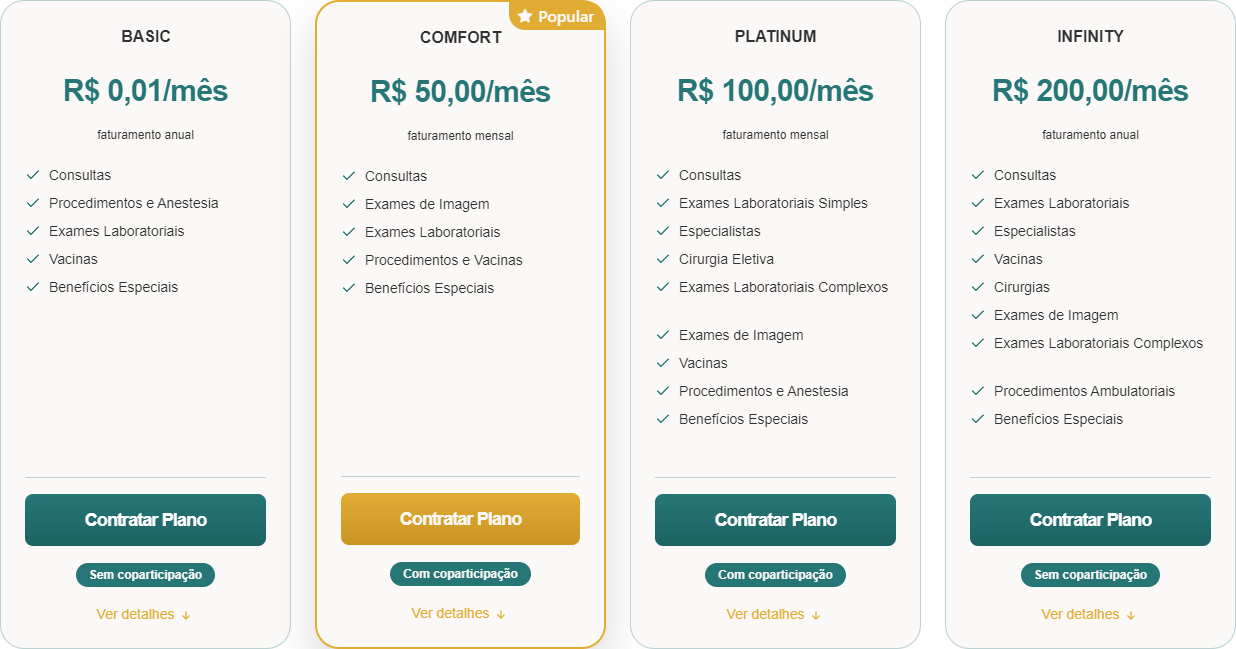 BASIC
R$ 0,01/mês
faturamento anual
Consultas
Procedimentos e Anestesia
Exames Laboratoriais
Vacinas
Benefícios Especiais
Contratar Plano
Sem coparticipação
Ver detalhes ↓
Popular
COMFORT
R$ 50,00/mês
faturamento mensal
Consultas
Exames de Imagem
Exames Laboratoriais
Procedimentos e Vacinas
Benefícios Especiais
Contratar Plano
Com coparticipação
Ver detalhes ↓
PLATINUM
R$ 100,00/mês
faturamento mensal
Consultas
Exames Laboratoriais Simples
Especialistas
Cirurgia Eletiva
Exames Laboratoriais Complexos
Exames de Imagem
Vacinas
Procedimentos e Anestesia
Benefícios Especiais
Contratar Plano
Com coparticipação
Ver detalhes ↓
INFINITY
R$ 200,00/mês
faturamento anual
Consultas
Exames Laboratoriais
Especialistas
Vacinas
Cirurgias
Exames de Imagem
Exames Laboratoriais Complexos
Procedimentos Ambulatoriais
Benefícios Especiais
Contratar Plano
Sem coparticipação
Ver detalhes ↓